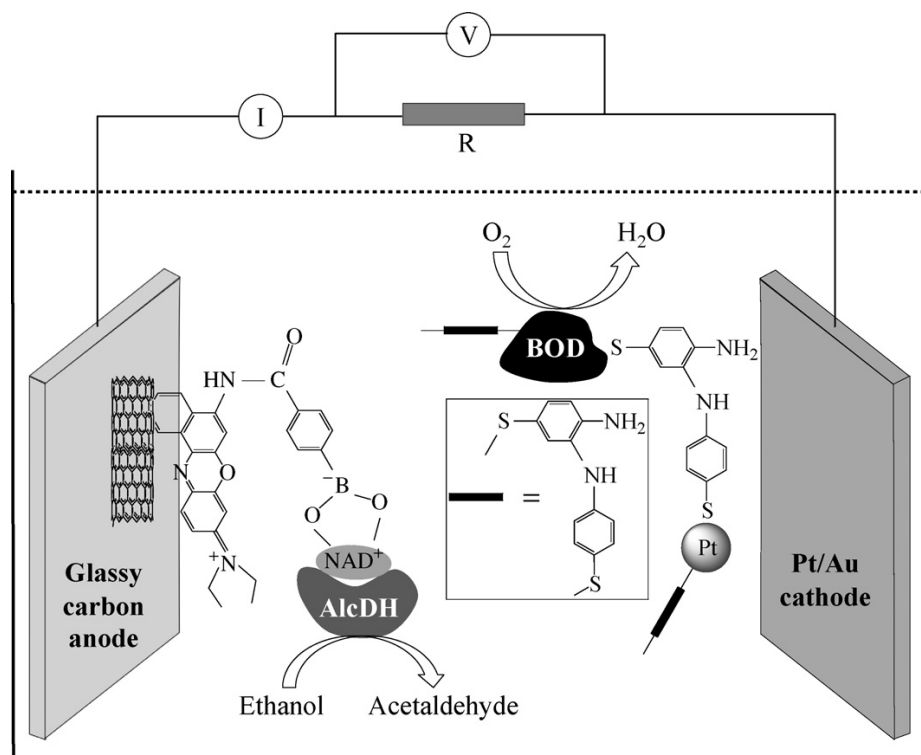 V
I
R
O₂
H₂O
BOD
S
NH₂
NH
S
Pt
S
NH₂
NH
S
=
O
HN
C
N
O
⁻B
O
O
N⁺
NAD⁺
AlcDH
Ethanol
Acetaldehyde
Glassy
carbon
anode
Pt/Au
cathode